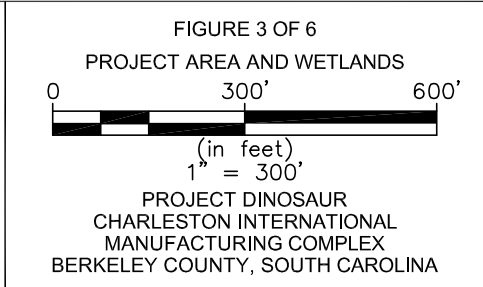 FIGURE 3 OF 6
PROJECT AREA AND WETLANDS
0 300' 600'
(in feet)
1" = 300'
PROJECT DINOSAUR
CHARLESTON INTERNATIONAL
MANUFACTURING COMPLEX
BERKELEY COUNTY, SOUTH CAROLINA